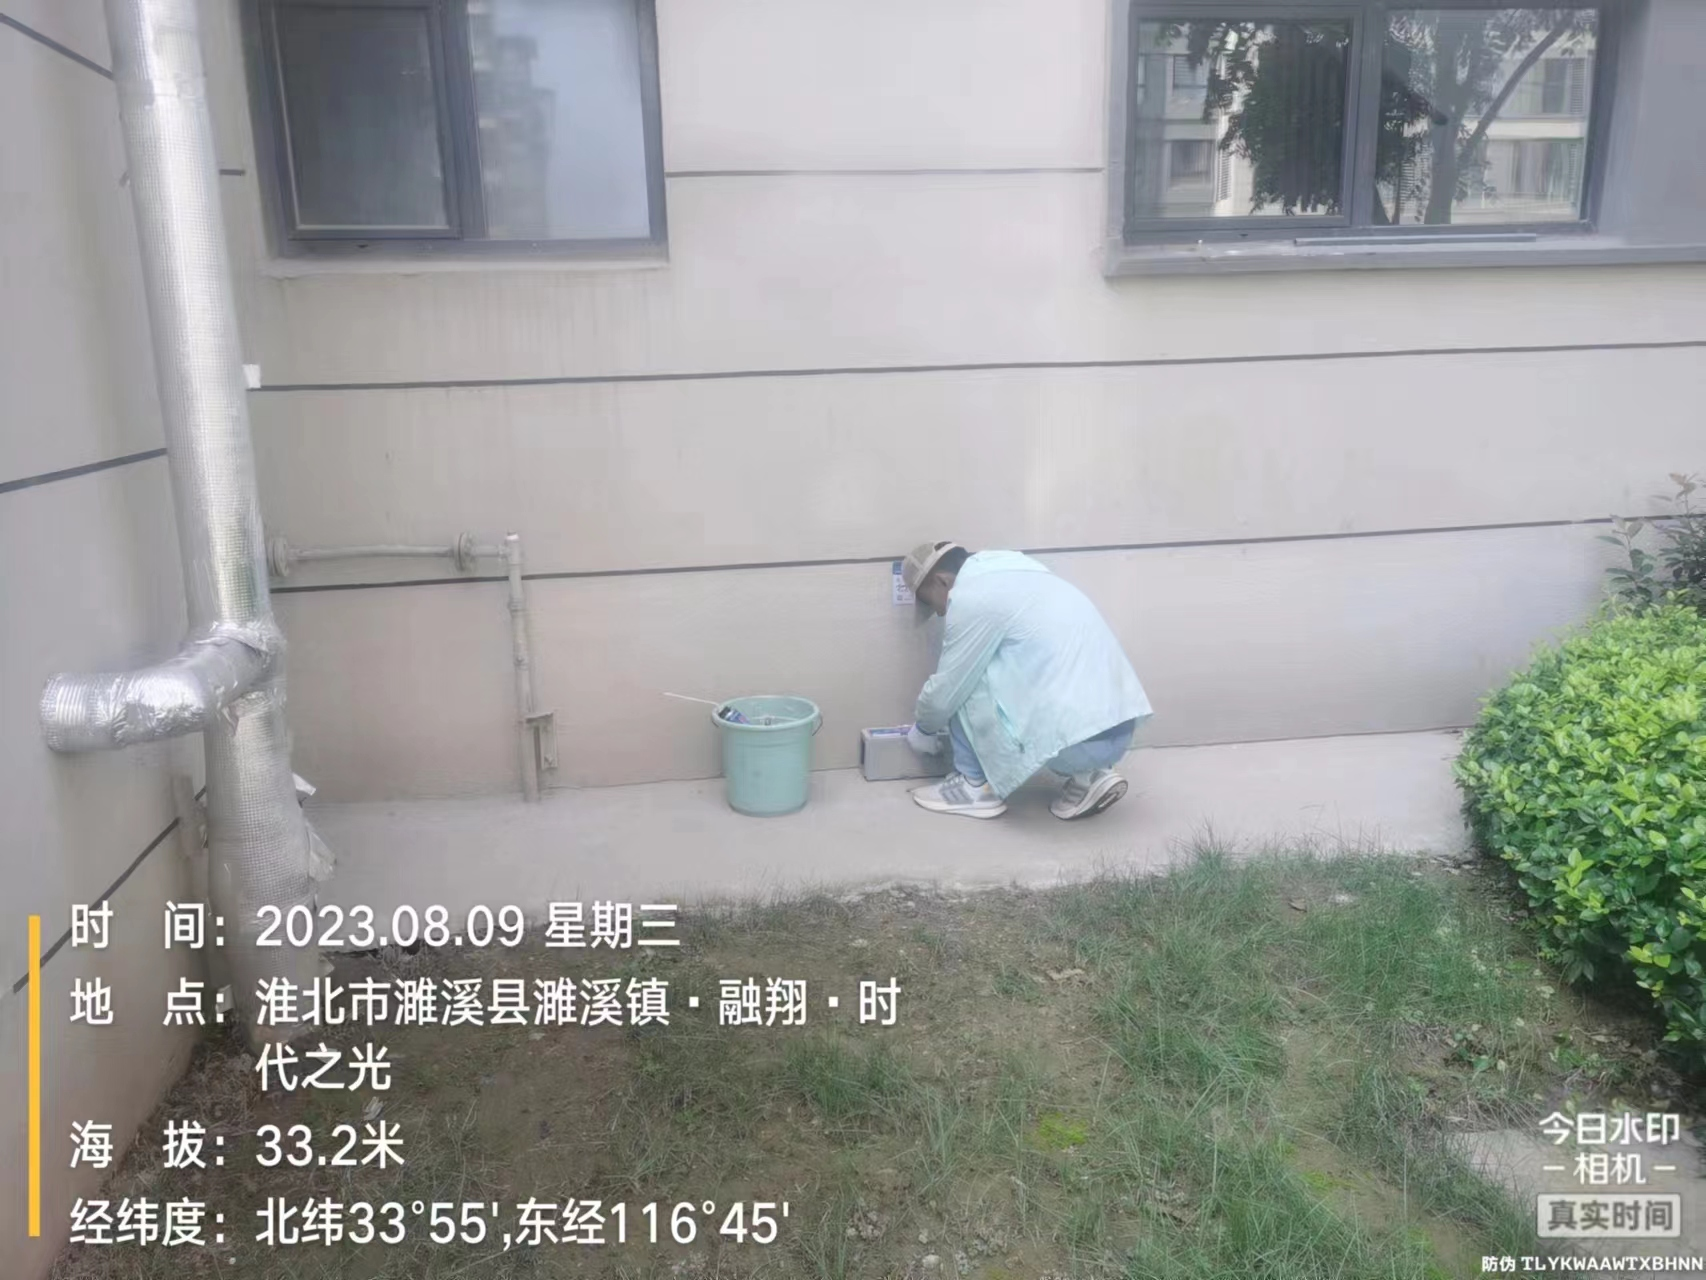 时 间：2023.08.09 星期三
地 点：淮北市濉溪县濉溪镇·融翔·时
代之光
海 拔：33.2米
经纬度：北纬33°55',东经116°45'
今日水印
-相机-
真实时间
防伪 TLYKWAAWTXBHNN